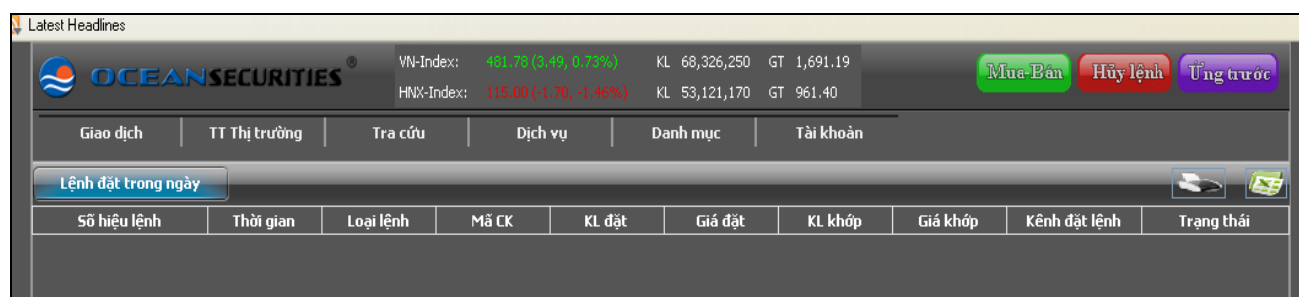 Latest Headlines
OCEANSECURITIES®
VN-Index: 481.78 (3.49, 0.73%) KL 68,326,250 GT 1,691.19
HNX-Index: 115.00 (-1.70, -1.46%) KL 53,121,170 GT 961.40
Mua-Bán Hủy lệnh Ứng trước
Giao dịch TT Thị trường Tra cứu Dịch vụ Danh mục Tài khoản
Lệnh đặt trong ngày
Số hiệu lệnh Thời gian Loại lệnh Mã CK KL đặt Giá đặt KL khớp Giá khớp Kênh đặt lệnh Trạng thái